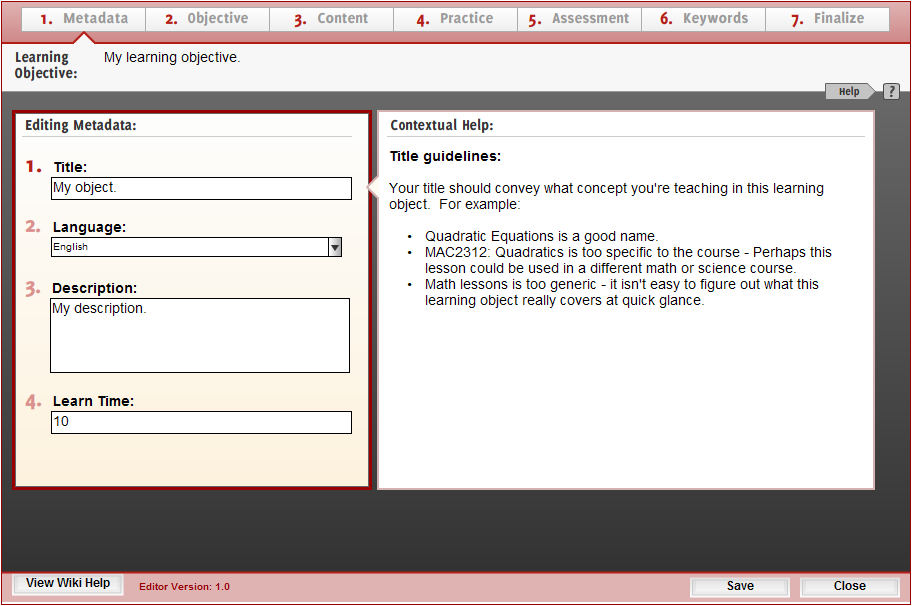 1. Metadata 2. Objective 3. Content 4. Practice 5. Assessment 6. Keywords 7. Finalize
Learning Objective: My learning objective.
Help ?
Editing Metadata:
1. Title:
My object.
2. Language:
English
3. Description:
My description.
4. Learn Time:
10
Contextual Help:
Title guidelines:
Your title should convey what concept you're teaching in this learning
object. For example:
• Quadratic Equations is a good name.
• MAC2312: Quadratics is too specific to the course - Perhaps this
lesson could be used in a different math or science course.
• Math lessons is too generic - it isn't easy to figure out what this
learning object really covers at quick glance.
View Wiki Help Editor Version: 1.0 Save Close